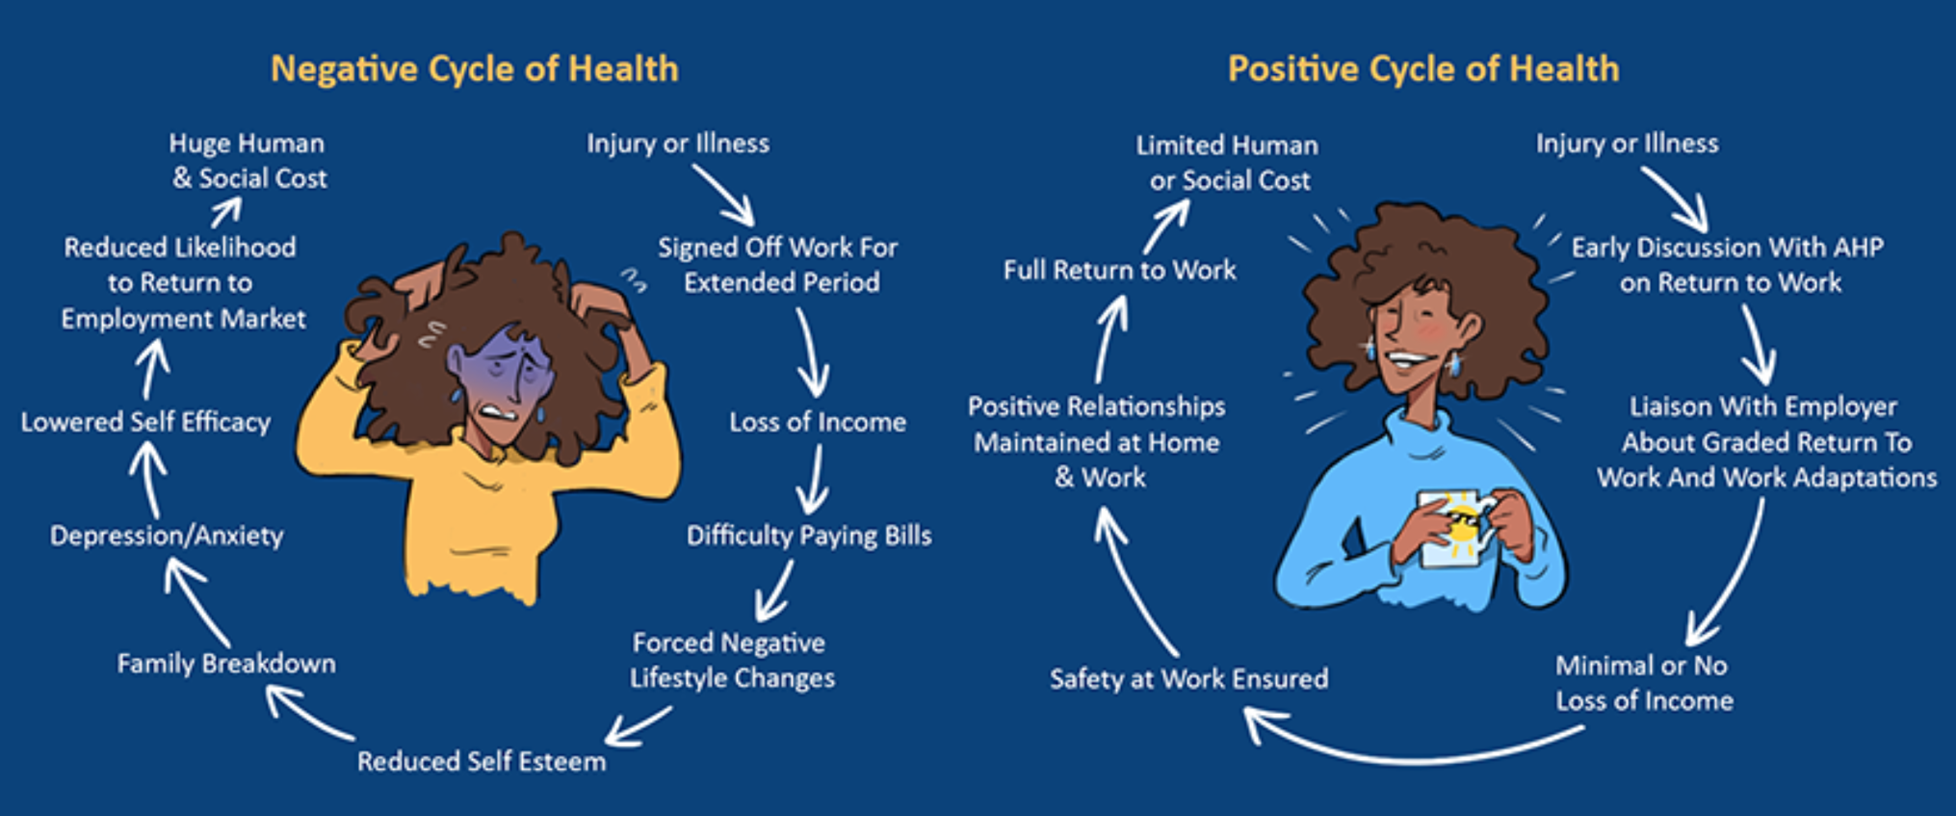 Negative Cycle of Health
Injury or Illness
Signed Off Work For
Extended Period
Loss of Income
Difficulty Paying Bills
Forced Negative
Lifestyle Changes
Reduced Self Esteem
Family Breakdown
Depression/Anxiety
Lowered Self Efficacy
Reduced Likelihood
to Return to
Employment Market
Huge Human
& Social Cost
Positive Cycle of Health
Injury or Illness
Early Discussion With AHP
on Return to Work
Liaison With Employer
About Graded Return To
Work And Work Adaptations
Minimal or No
Loss of Income
Safety at Work Ensured
Positive Relationships
Maintained at Home
& Work
Full Return to Work
Limited Human
or Social Cost